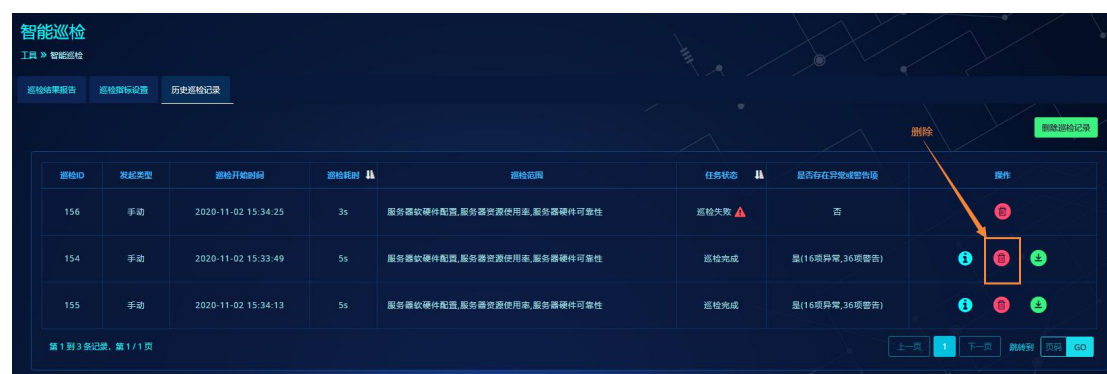 智能巡检
工具 » 智能巡检
巡检结果报告 巡检指标设置 历史巡检记录
删除 删除巡检记录
巡检ID 发起类型 巡检开始时间 巡检耗时 巡检范围 任务状态 是否存在异常或警告项 操作
156 手动 2020-11-02 15:34:25 3s 服务器软硬件配置,服务器资源使用率,服务器硬件可靠性 巡检失败 否
154 手动 2020-11-02 15:33:49 5s 服务器软硬件配置,服务器资源使用率,服务器硬件可靠性 巡检完成 是(16项异常,36项警告)
155 手动 2020-11-02 15:34:13 5s 服务器软硬件配置,服务器资源使用率,服务器硬件可靠性 巡检完成 是(16项异常,36项警告)
第 1 到 3 条记录, 第 1 / 1 页 上一页 1 下一页 跳转到 页码 GO